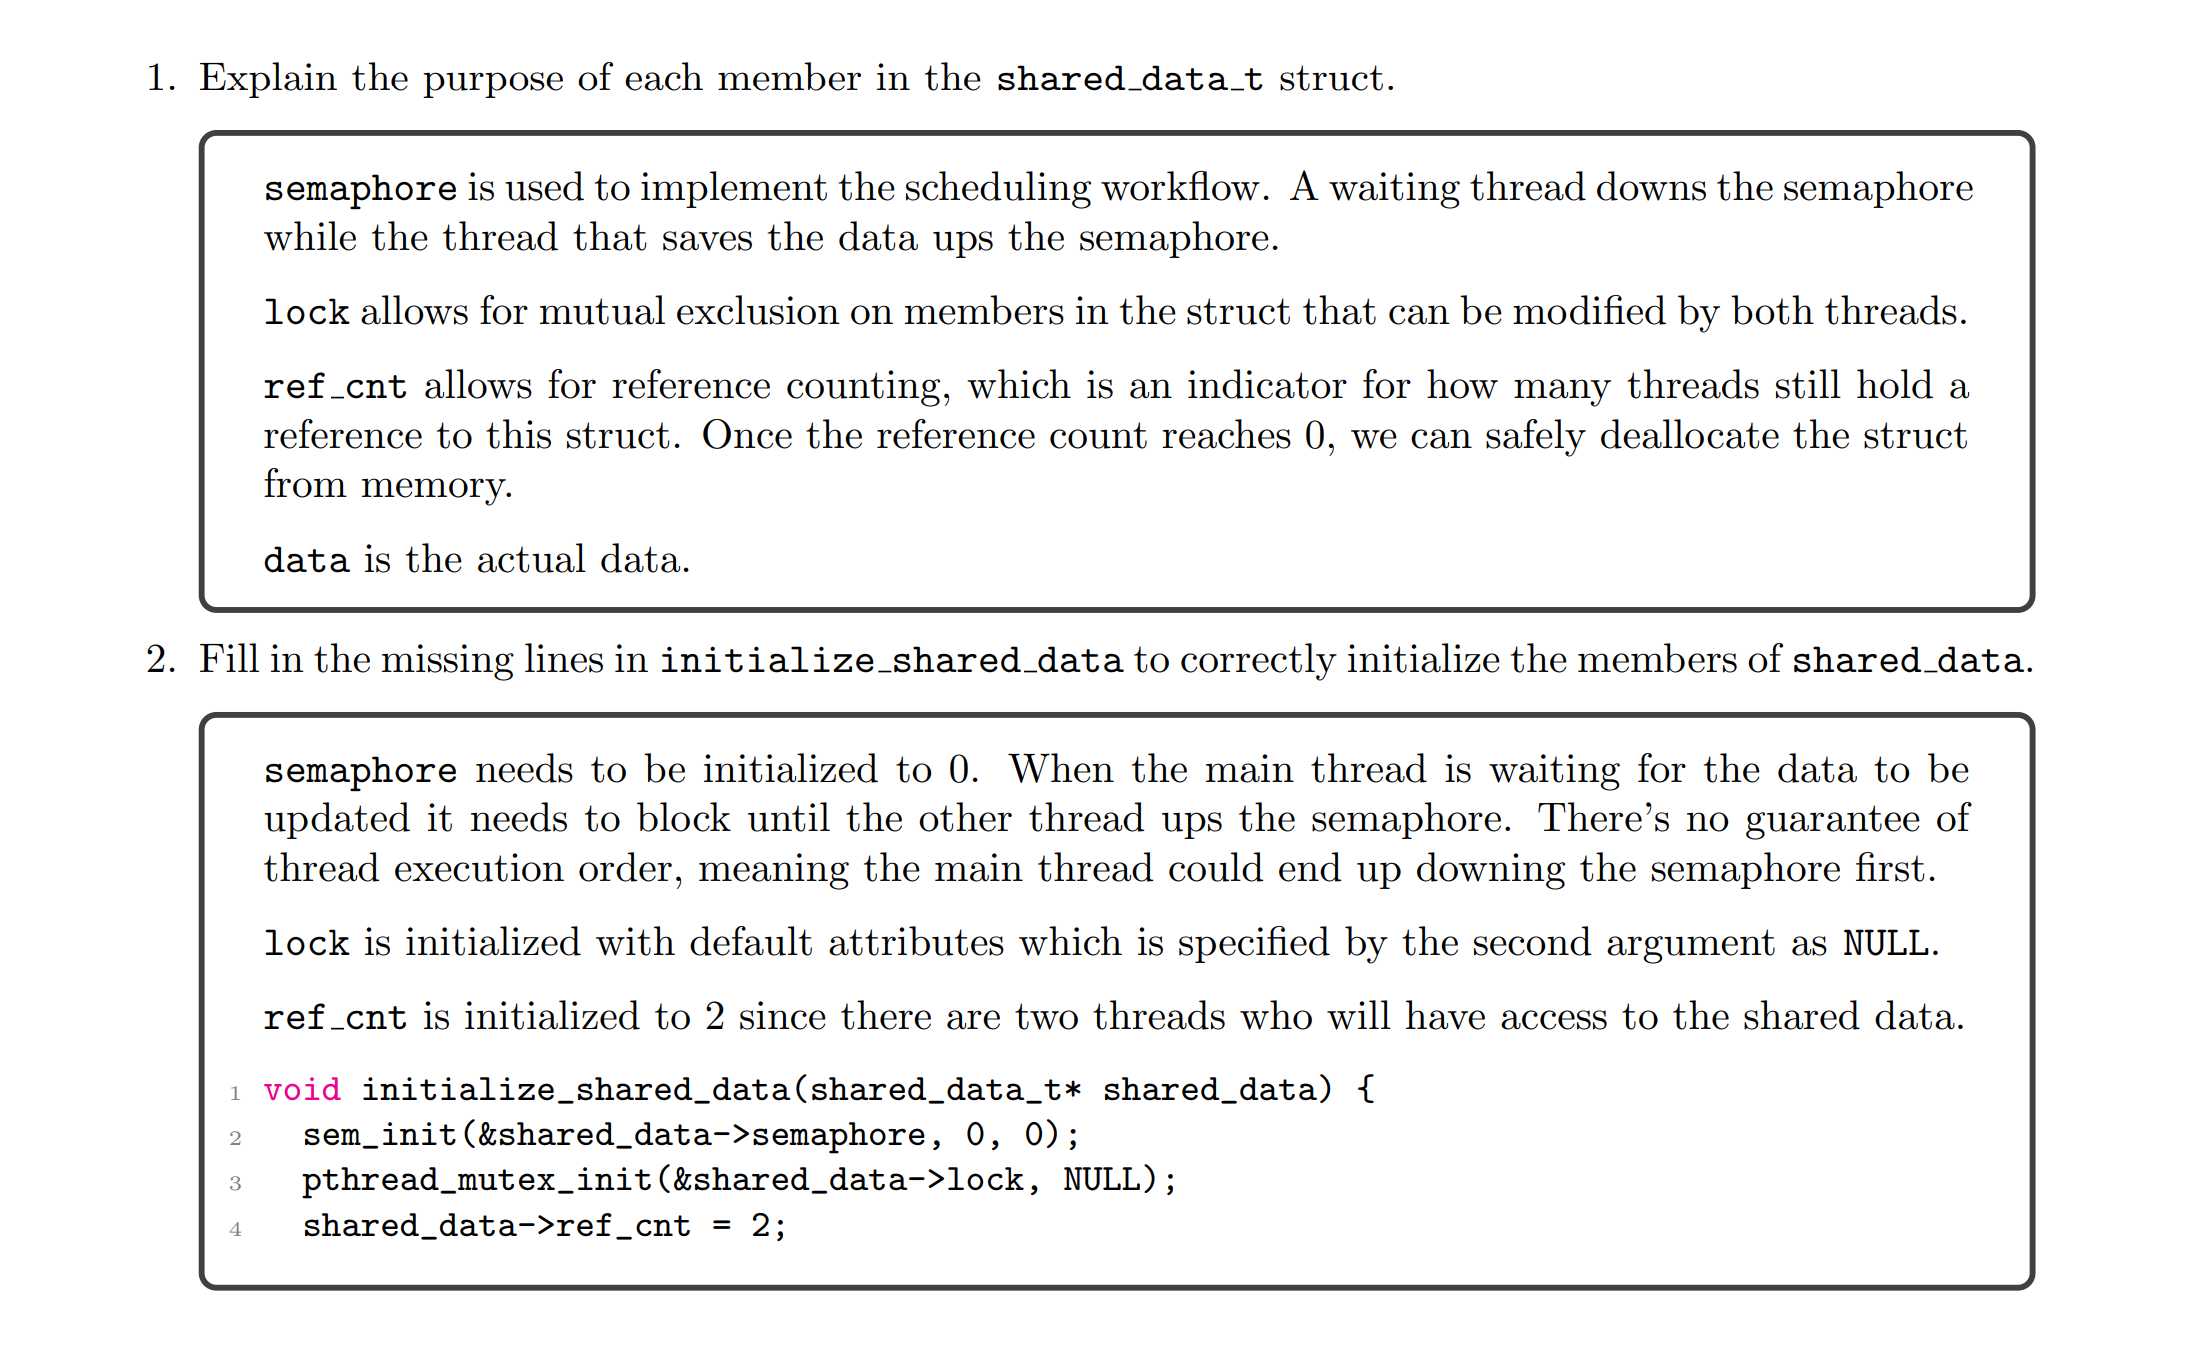 1. Explain the purpose of each member in the shared_data_t struct.
semaphore is used to implement the scheduling workflow. A waiting thread downs the semaphore
while the thread that saves the data ups the semaphore.
lock allows for mutual exclusion on members in the struct that can be modified by both threads.
ref_cnt allows for reference counting, which is an indicator for how many threads still hold a
reference to this struct. Once the reference count reaches 0, we can safely deallocate the struct
from memory.
data is the actual data.
2. Fill in the missing lines in initialize_shared_data to correctly initialize the members of shared_data.
semaphore needs to be initialized to 0. When the main thread is waiting for the data to be
updated it needs to block until the other thread ups the semaphore. There's no guarantee of
thread execution order, meaning the main thread could end up downing the semaphore first.
lock is initialized with default attributes which is specified by the second argument as NULL.
ref_cnt is initialized to 2 since there are two threads who will have access to the shared data.
1 void initialize_shared_data(shared_data_t* shared_data) {
2   sem_init(&shared_data->semaphore, 0, 0);
3   pthread_mutex_init(&shared_data->lock, NULL);
4   shared_data->ref_cnt = 2;